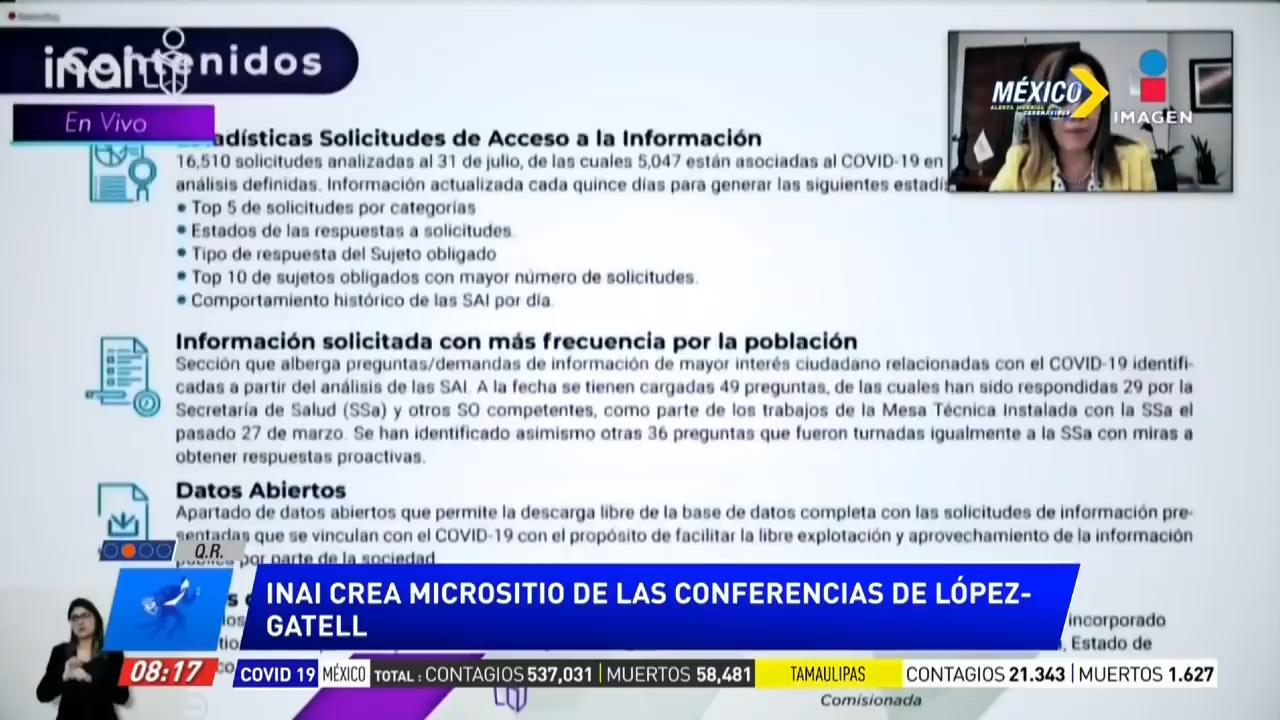 Contenidos
inai
En Vivo
MÉXICO
ALERTA MUNDIAL
CORONAVIRUS
IMAGEN
tadísticas Solicitudes de Acceso a la Información
16,510 solicitudes analizadas al 31 de julio, de las cuales 5,047 están asociadas al COVID-19 en
análisis definidas. Información actualizada cada quince días para generar las siguientes estadís
• Top 5 de solicitudes por categorías
• Estados de las respuestas a solicitudes.
• Tipo de respuesta del Sujeto obligado
• Top 10 de sujetos obligados con mayor número de solicitudes.
• Comportamiento histórico de las SAI por día.
Información solicitada con más frecuencia por la población
Sección que alberga preguntas/demandas de información de mayor interés ciudadano relacionadas con el COVID-19 identifi-
cadas a partir del análisis de las SAI. A la fecha se tienen cargadas 49 preguntas, de las cuales han sido respondidas 29 por la
Secretaría de Salud (SSa) y otros SO competentes, como parte de los trabajos de la Mesa Técnica Instalada con la SSa el
pasado 27 de marzo. Se han identificado asimismo otras 36 preguntas que fueron turnadas igualmente a la SSa con miras a
obtener respuestas proactivas.
Datos Abiertos
Apartado de datos abiertos que permite la descarga libre de la base de datos completa con las solicitudes de información pre-
sentadas que se vinculan con el COVID-19 con el propósito de facilitar la libre explotación y aprovechamiento de la información
pública por parte de la sociedad
Q.R.
INAI CREA MICROSITIO DE LAS CONFERENCIAS DE LÓPEZ-
GATELL
incorporado
, Estado de
08:17 COVID 19 MÉXICO TOTAL: CONTAGIOS 537,031 MUERTOS 58,481 TAMAULIPAS CONTAGIOS 21.343 MUERTOS 1.627
Comisionada